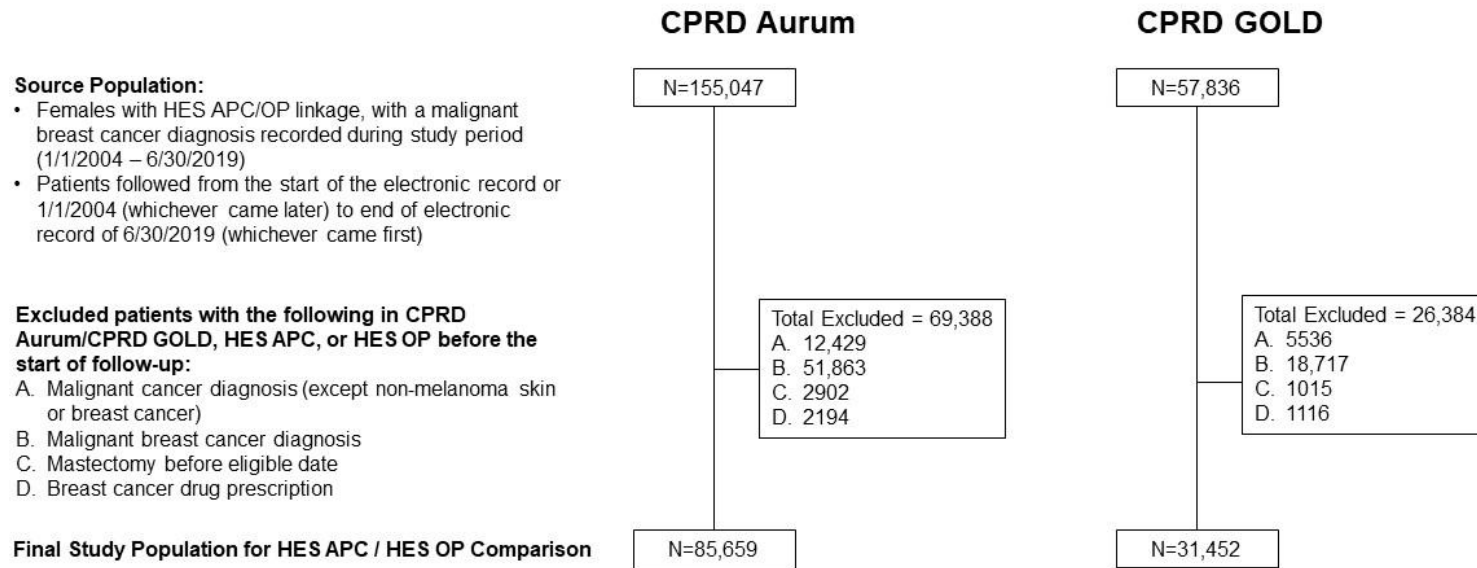 CPRD Aurum
CPRD GOLD
Source Population:
• Females with HES APC/OP linkage, with a malignant
breast cancer diagnosis recorded during study period
(1/1/2004 – 6/30/2019)
• Patients followed from the start of the electronic record or
1/1/2004 (whichever came later) to end of electronic
record of 6/30/2019 (whichever came first)
N=155,047
N=57,836
Excluded patients with the following in CPRD
Aurum/CPRD GOLD, HES APC, or HES OP before the
start of follow-up:
A. Malignant cancer diagnosis (except non-melanoma skin
or breast cancer)
B. Malignant breast cancer diagnosis
C. Mastectomy before eligible date
D. Breast cancer drug prescription
Total Excluded = 69,388
A. 12,429
B. 51,863
C. 2902
D. 2194
Total Excluded = 26,384
A. 5536
B. 18,717
C. 1015
D. 1116
Final Study Population for HES APC / HES OP Comparison
N=85,659
N=31,452